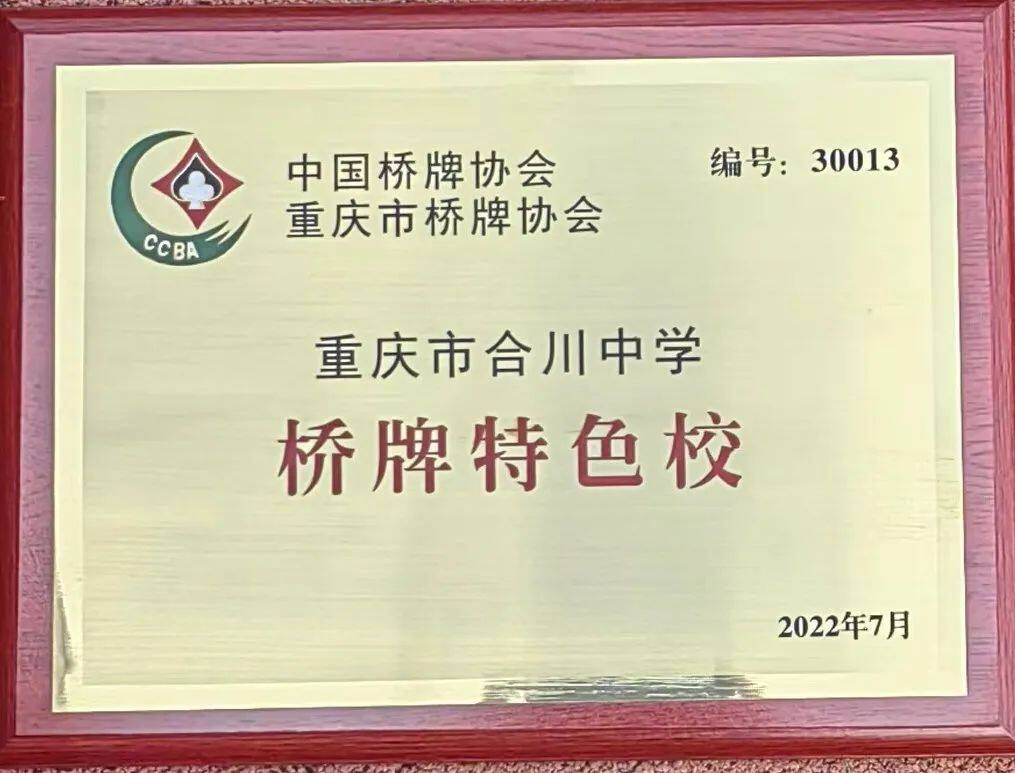 中国桥牌协会
重庆市桥牌协会
编号：30013
CCBA
重庆市合川中学
桥牌特色校
2022年7月